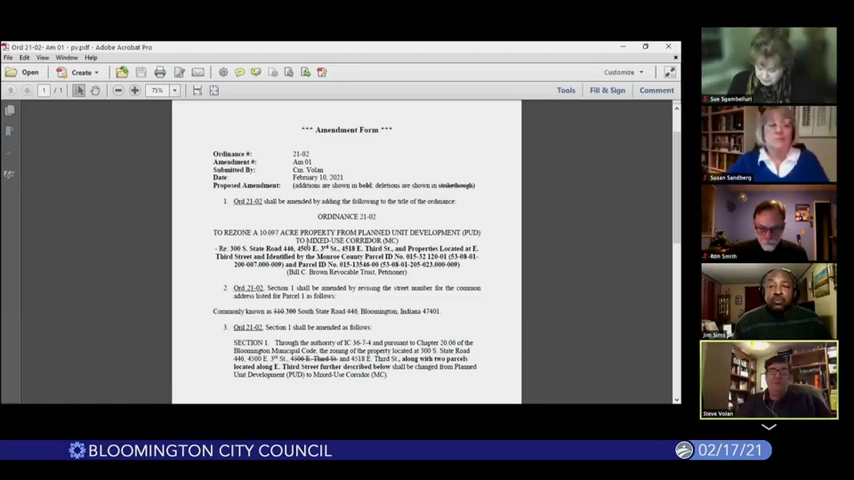 Ord 21-02- Am 01 - pv.pdf - Adobe Acrobat Pro
File Edit View Window Help
Open
Create
Customize
1 / 1
75%
Tools
Fill & Sign
Comment
*** Amendment Form ***
Ordinance #: 21-02
Amendment #: Am 01
Submitted By: Cm. Volan
Date February 10, 2021
Proposed Amendment: (additions are shown in bold, deletions are shown in strikethough)
1. Ord 21-02 shall be amended by adding the following to the title of the ordinance:
ORDINANCE 21-02
TO REZONE A 10.097 ACRE PROPERTY FROM PLANNED UNIT DEVELOPMENT (PUD)
TO MIXED-USE CORRIDOR (MC)
- Re: 300 S. State Road 446, 4500 E. 3rd St., 4518 E. Third St., and Properties Located at E.
Third Street and Identified by the Monroe County Parcel ID No. 015-32 120-01 (53-08-01-
200-007.000-009) and Parcel ID No. 015-13546-00 (53-08-01-205-023.000-009)
(Bill C. Brown Revocable Trust, Petitioner)
2. Ord 21-02, Section 1 shall be amended by revising the street number for the common
address listed for Parcel 1 as follows:
Commonly known as 310 300 South State Road 446, Bloomington, Indiana 47401.
3. Ord 21-02, Section 1 shall be amended as follows:
SECTION 1. Through the authority of IC 36-7-4 and pursuant to Chapter 20.06 of the
Bloomington Municipal Code, the zoning of the property located at 300 S. State Road
446, 4500 E. 3rd St., 4506 E. Third St. and 4518 E. Third St., along with two parcels
located along E. Third Street further described below shall be changed from Planned
Unit Development (PUD) to Mixed-Use Corridor (MC).
Sue Sgambelluri
Susan Sandberg
Ron Smith
Jim Sims
Steve Volan
BLOOMINGTON CITY COUNCIL
02/17/21